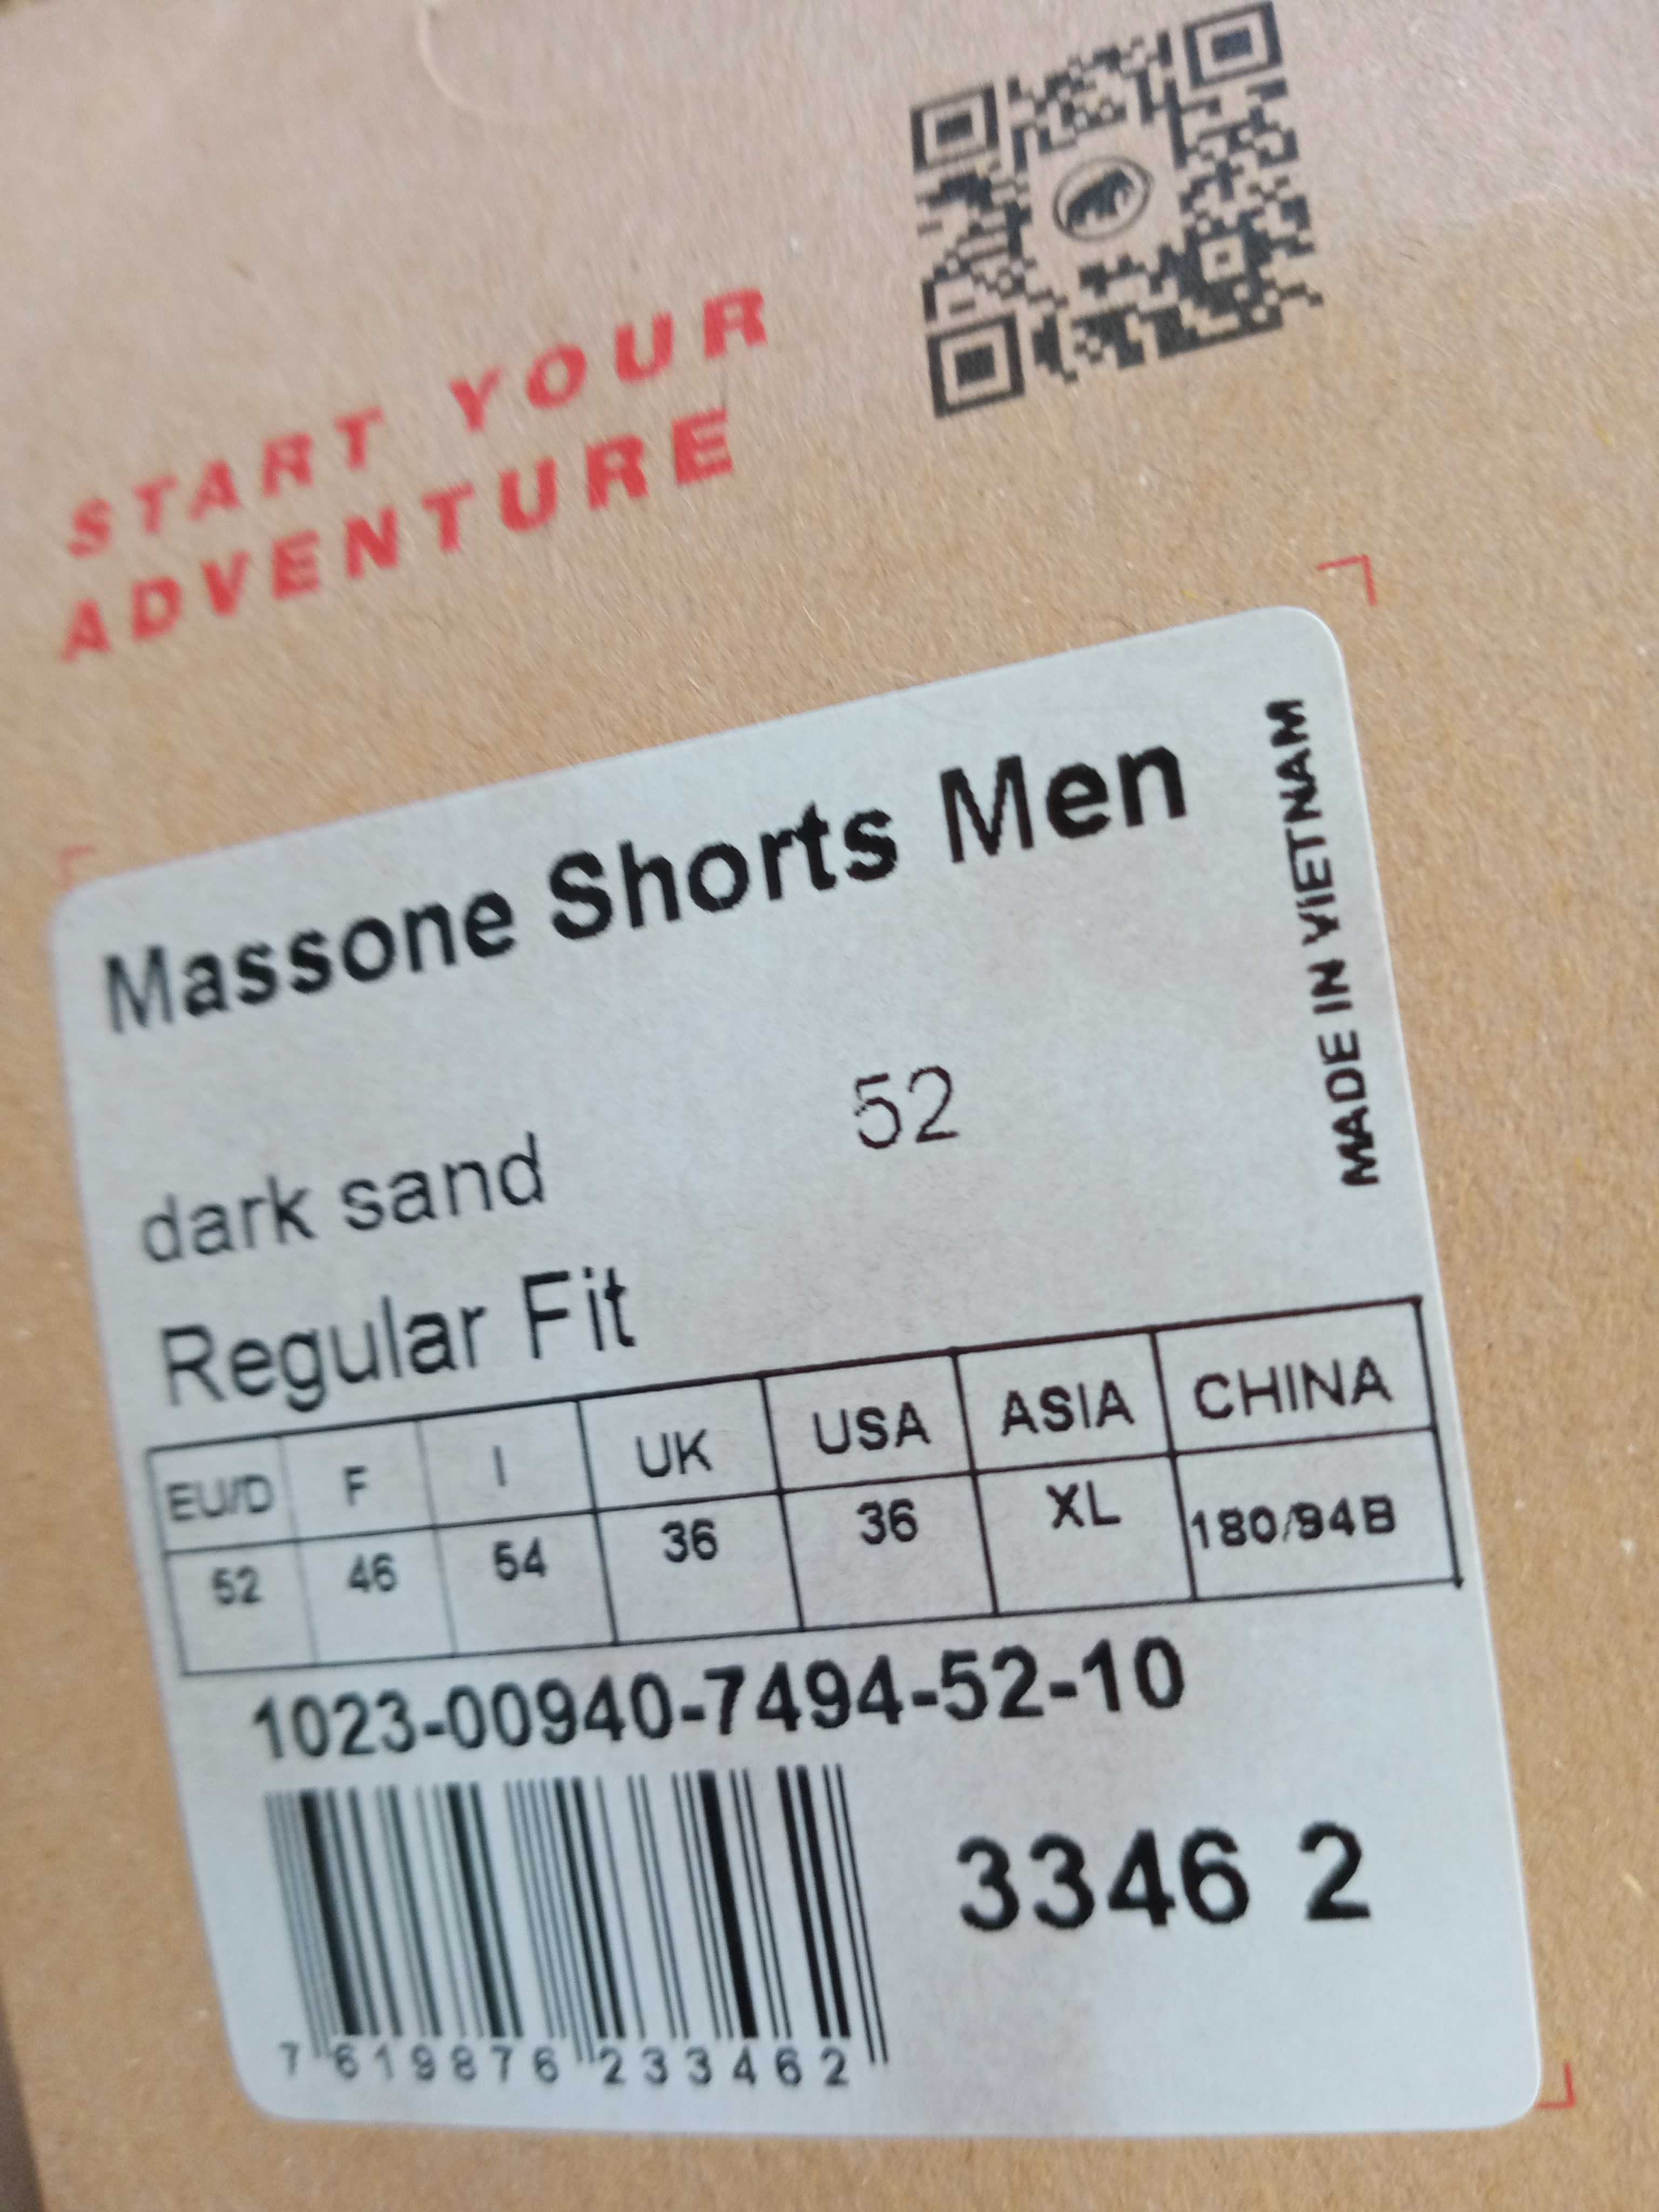 START YOUR
ADVENTURE
Massone Shorts Men
MADE IN VIETNAM
dark sand 52
Regular Fit
EU/D F I UK USA ASIA CHINA
52 46 54 36 36 XL 180/94B
1023-00940-7494-52-10
3346 2
7 619876 233462